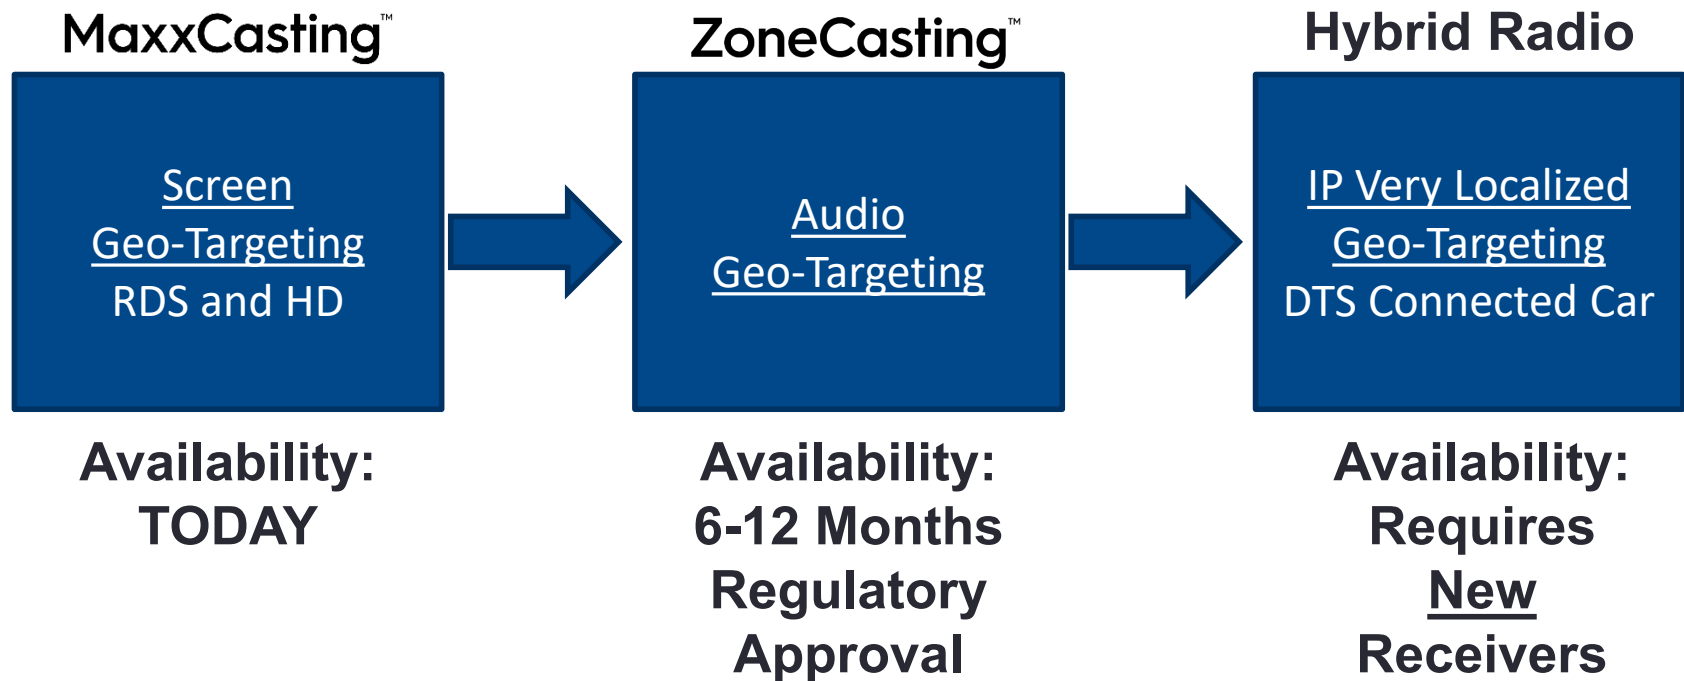 MaxxCasting™
Screen
Geo-Targeting
RDS and HD
Availability:
TODAY
ZoneCasting™
Audio
Geo-Targeting
Availability:
6-12 Months
Regulatory
Approval
Hybrid Radio
IP Very Localized
Geo-Targeting
DTS Connected Car
Availability:
Requires
New
Receivers